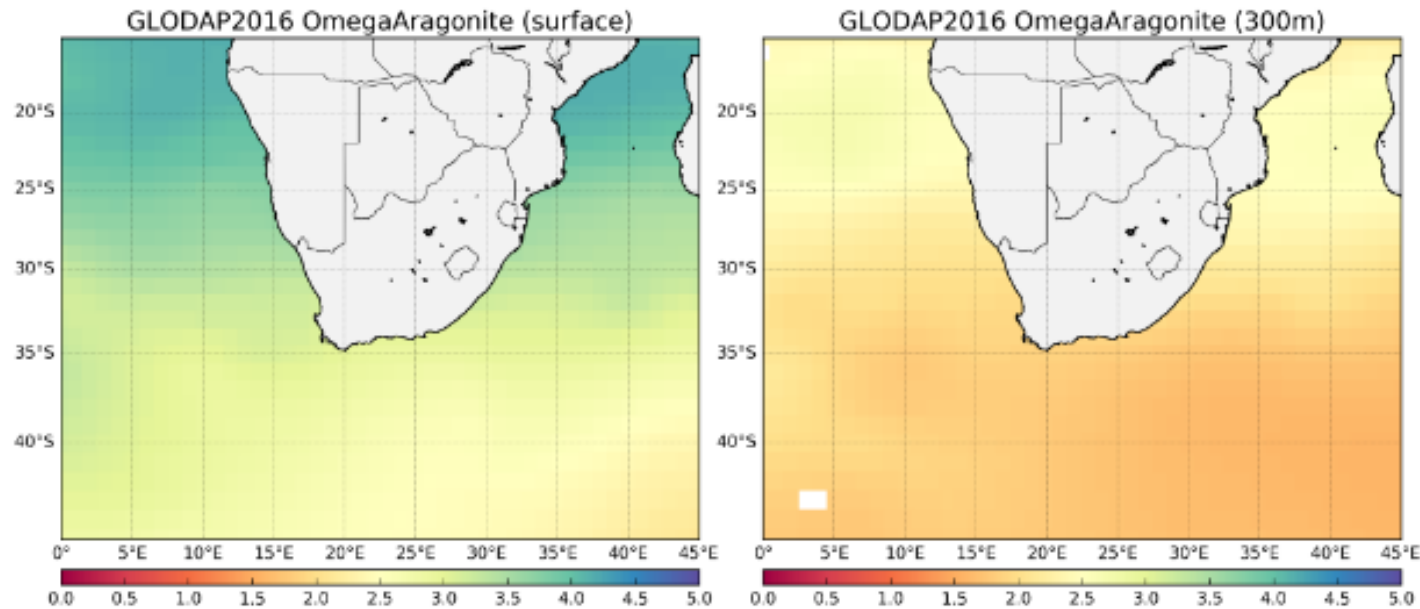 GLODAP2016 OmegaAragonite (surface)
20°S
25°S
30°S
35°S
40°S
0° 5°E 10°E 15°E 20°E 25°E 30°E 35°E 40°E 45°E
0.0 0.5 1.0 1.5 2.0 2.5 3.0 3.5 4.0 4.5 5.0
GLODAP2016 OmegaAragonite (300m)
20°S
25°S
30°S
35°S
40°S
0° 5°E 10°E 15°E 20°E 25°E 30°E 35°E 40°E 45°E
0.0 0.5 1.0 1.5 2.0 2.5 3.0 3.5 4.0 4.5 5.0